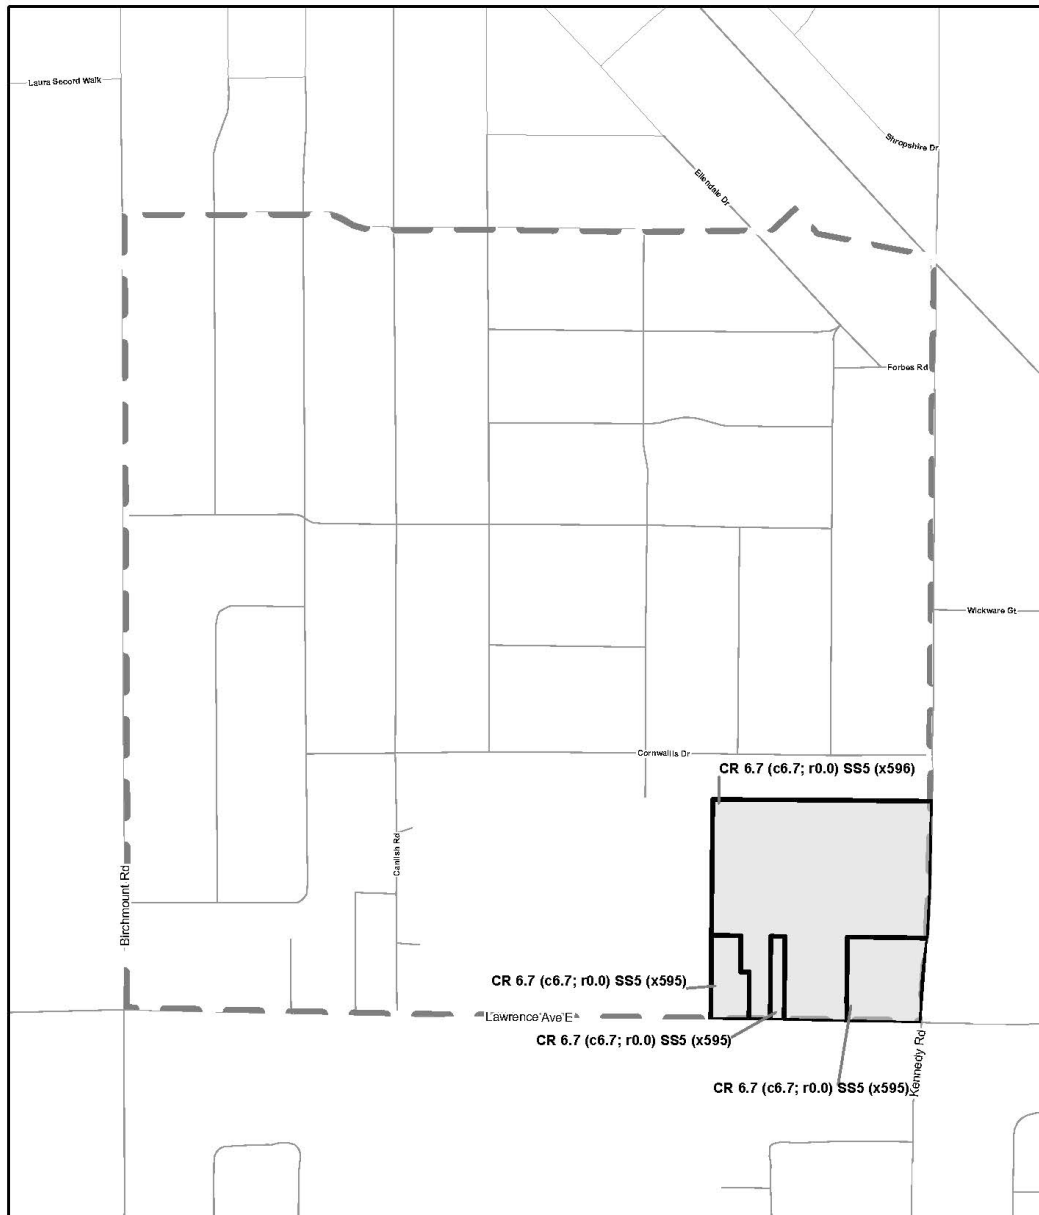 Laura Secord Walk
Shropshire Dr
Ellendale Dr
Forbes Rd
Wickware Gt
Cornwallis Dr
CR 6.7 (c6.7; r0.0) SS5 (x596)
Canlish Rd
Birchmount Rd
CR 6.7 (c6.7; r0.0) SS5 (x595)
Lawrence Ave E
CR 6.7 (c6.7; r0.0) SS5 (x595)
Kennedy Rd
CR 6.7 (c6.7; r0.0) SS5 (x595)